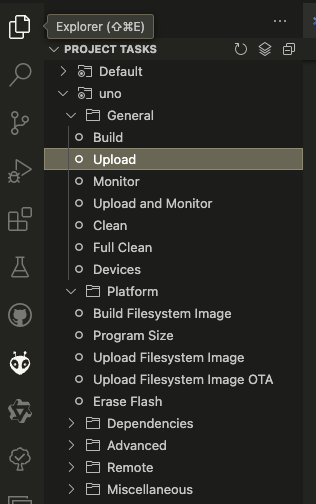 Explorer (⇧⌘E)
PROJECT TASKS
Default
uno
General
Build
Upload
Monitor
Upload and Monitor
Clean
Full Clean
Devices
Platform
Build Filesystem Image
Program Size
Upload Filesystem Image
Upload Filesystem Image OTA
Erase Flash
Dependencies
Advanced
Remote
Miscellaneous